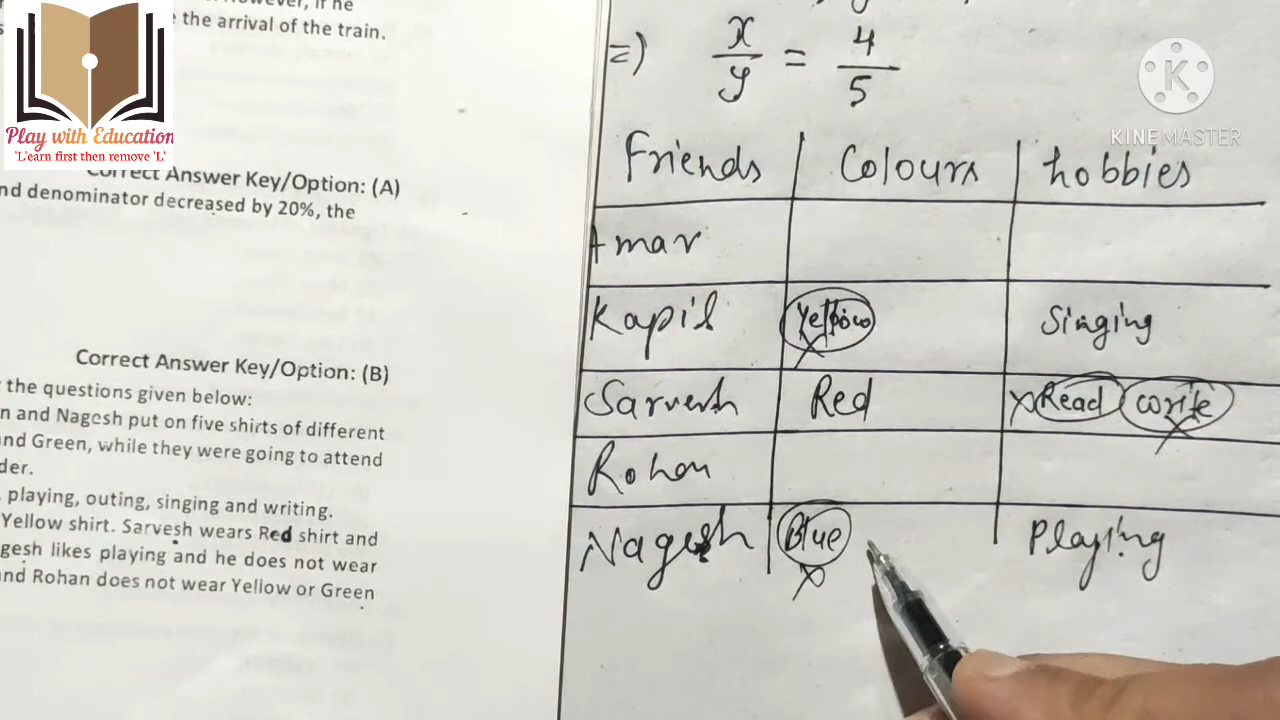 the arrival of the train.
Play with Education
'L'earn first then remove 'L'
Correct Answer Key/Option: (A)
nd denominator decreased by 20%, the
Correct Answer Key/Option: (B)
the questions given below:
n and Nagesh put on five shirts of different
and Green, while they were going to attend
der.
, playing, outing, singing and writing.
Yellow shirt. Sarvesh wears Red shirt and
gesh likes playing and he does not wear
and Rohan does not wear Yellow or Green
=) x/y = 4/5
KINEMASTER
Friends Colours hobbies
Amar
Kapil Yellow Singing
Sarvesh Red Read write
Rohan
Nagesh Blue Playing